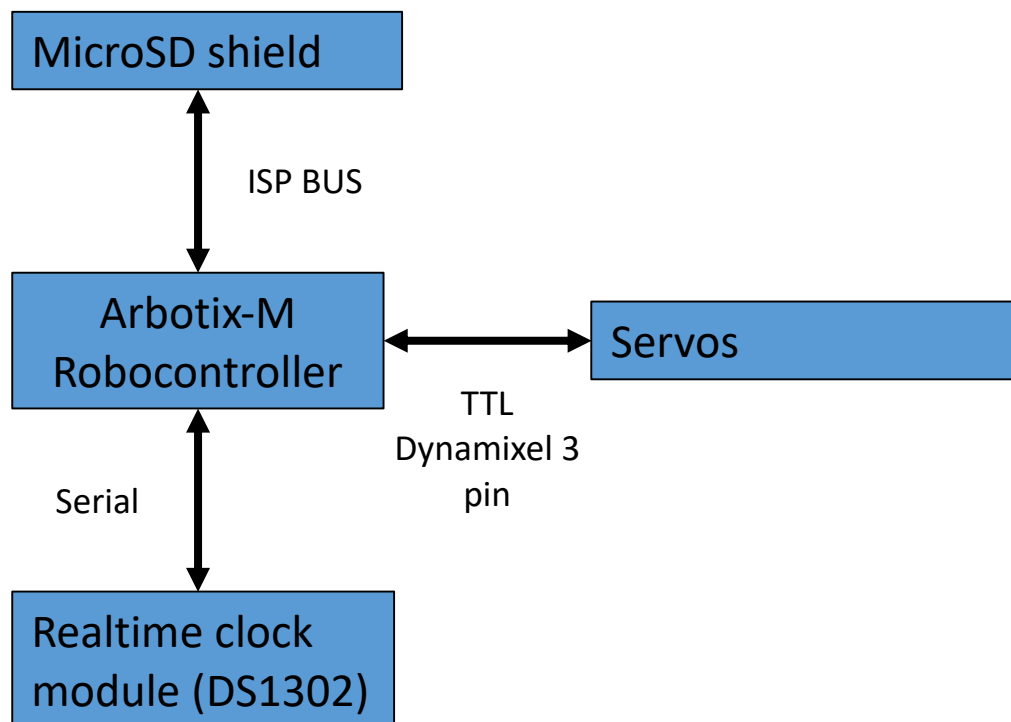 MicroSD shield
ISP BUS
Arbotix-M
Robocontroller
Servos
TTL
Dynamixel 3
pin
Serial
Realtime clock
module (DS1302)